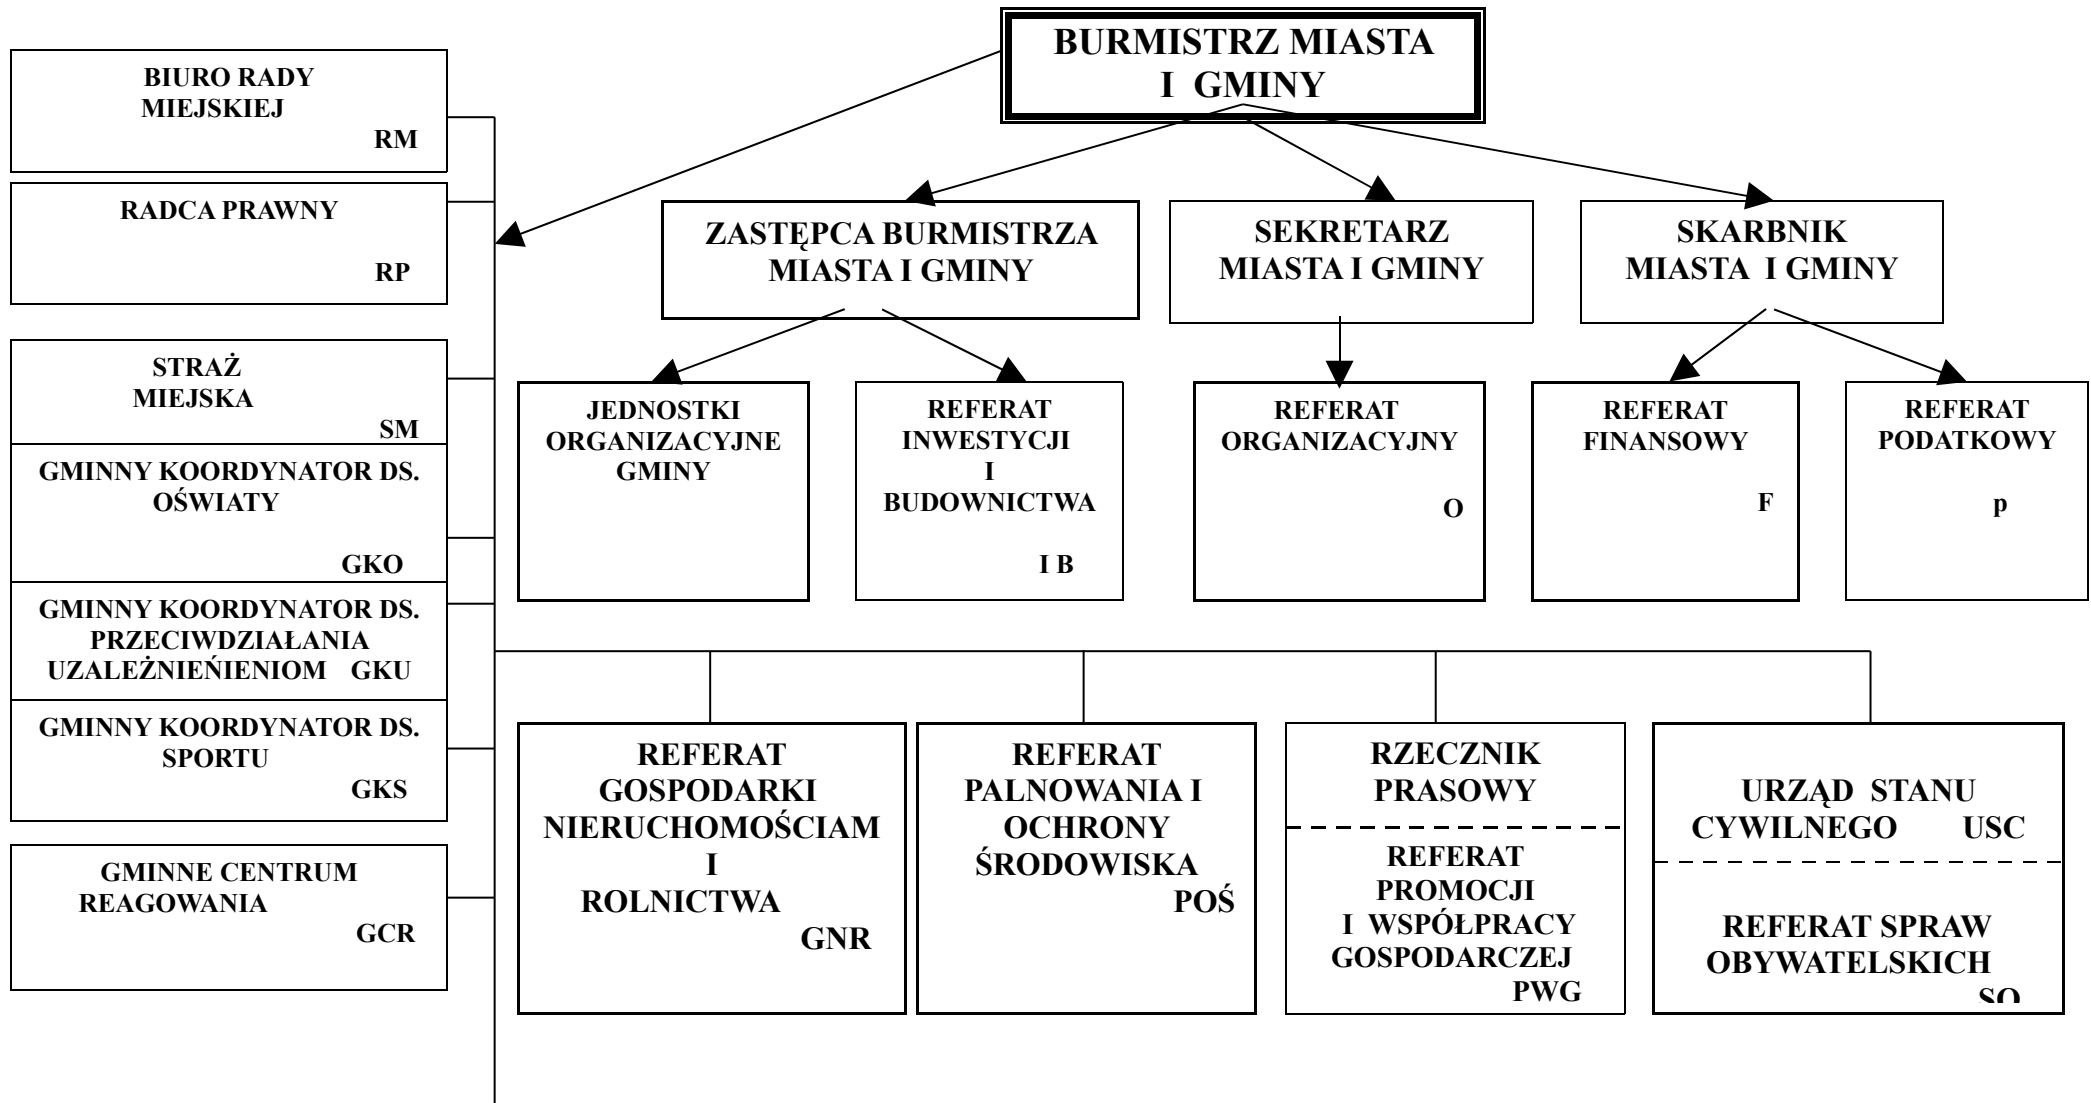 BURMISTRZ MIASTA
I GMINY
BIURO RADY
MIEJSKIEJ
RM
RADCA PRAWNY
RP
STRAŻ
MIEJSKA
SM
GMINNY KOORDYNATOR DS.
OŚWIATY
GKO
GMINNY KOORDYNATOR DS.
PRZECIWDZIAŁANIA
UZALEŻNIEŃIENIOM GKU
GMINNY KOORDYNATOR DS.
SPORTU
GKS
GMINNE CENTRUM
REAGOWANIA
GCR
ZASTĘPCA BURMISTRZA
MIASTA I GMINY
SEKRETARZ
MIASTA I GMINY
SKARBNIK
MIASTA I GMINY
JEDNOSTKI
ORGANIZACYJNE
GMINY
REFERAT
INWESTYCJI
I
BUDOWNICTWA
I B
REFERAT
ORGANIZACYJNY
O
REFERAT
FINANSOWY
F
REFERAT
PODATKOWY
p
REFERAT
GOSPODARKI
NIERUCHOMOŚCIAM
I
ROLNICTWA
GNR
REFERAT
PALNOWANIA I
OCHRONY
ŚRODOWISKA
POŚ
RZECZNIK
PRASOWY
REFERAT
PROMOCJI
I WSPÓŁPRACY
GOSPODARCZEJ
PWG
URZĄD STANU
CYWILNEGO USC
REFERAT SPRAW
OBYWATELSKICH
SO